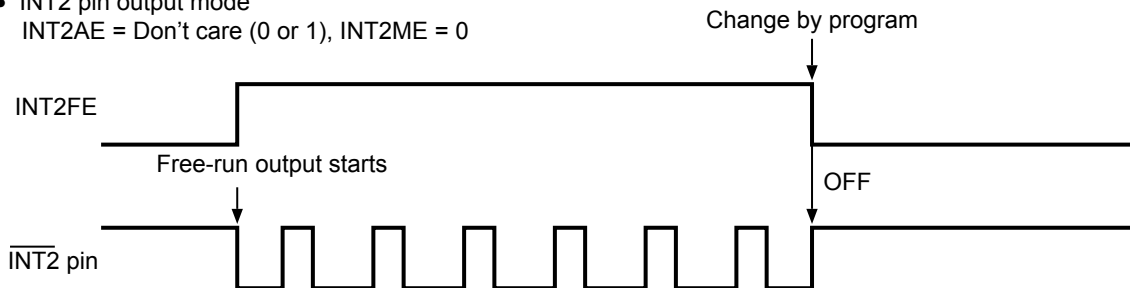 • INT2 pin output mode
INT2AE = Don’t care (0 or 1), INT2ME = 0
Change by program
INT2FE
Free-run output starts
OFF
INT2 pin